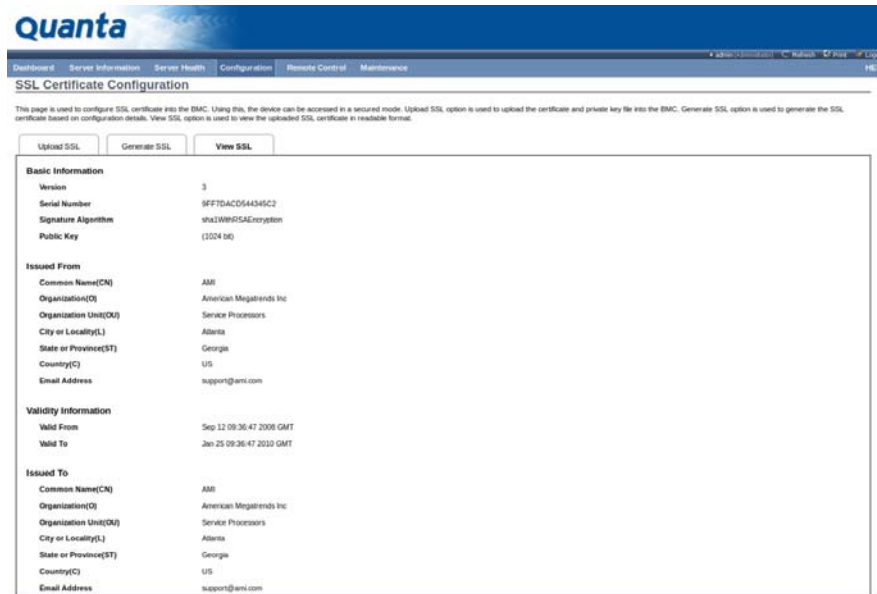 Quanta
admin (Administrator) Refresh Print Log
Dashboard Server Information Server Health Configuration Remote Control Maintenance HE
SSL Certificate Configuration
This page is used to configure SSL certificate into the BMC. Using this, the device can be accessed in a secured mode. Upload SSL option is used to upload the certificate and private key file into the BMC. Generate SSL option is used to generate the SSL
certificate based on configuration details. View SSL option is used to view the uploaded SSL certificate in readable format.
Upload SSL Generate SSL View SSL
Basic Information
Version 3
Serial Number 9FF7DACD544345C2
Signature Algorithm sha1WithRSAEncryption
Public Key (1024 bit)
Issued From
Common Name(CN) AMI
Organization(O) American Megatrends Inc
Organization Unit(OU) Service Processors
City or Locality(L) Atlanta
State or Province(ST) Georgia
Country(C) US
Email Address support@ami.com
Validity Information
Valid From Sep 12 09:36:47 2008 GMT
Valid To Jan 25 09:36:47 2010 GMT
Issued To
Common Name(CN) AMI
Organization(O) American Megatrends Inc
Organization Unit(OU) Service Processors
City or Locality(L) Atlanta
State or Province(ST) Georgia
Country(C) US
Email Address support@ami.com